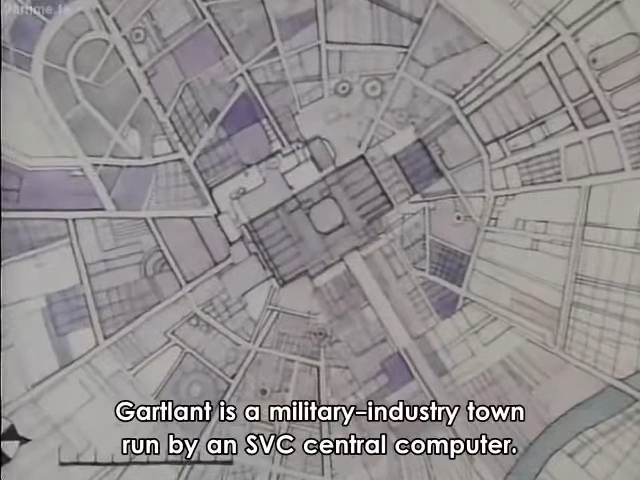 Gartlant is a military-industry town
run by an SVC central computer.